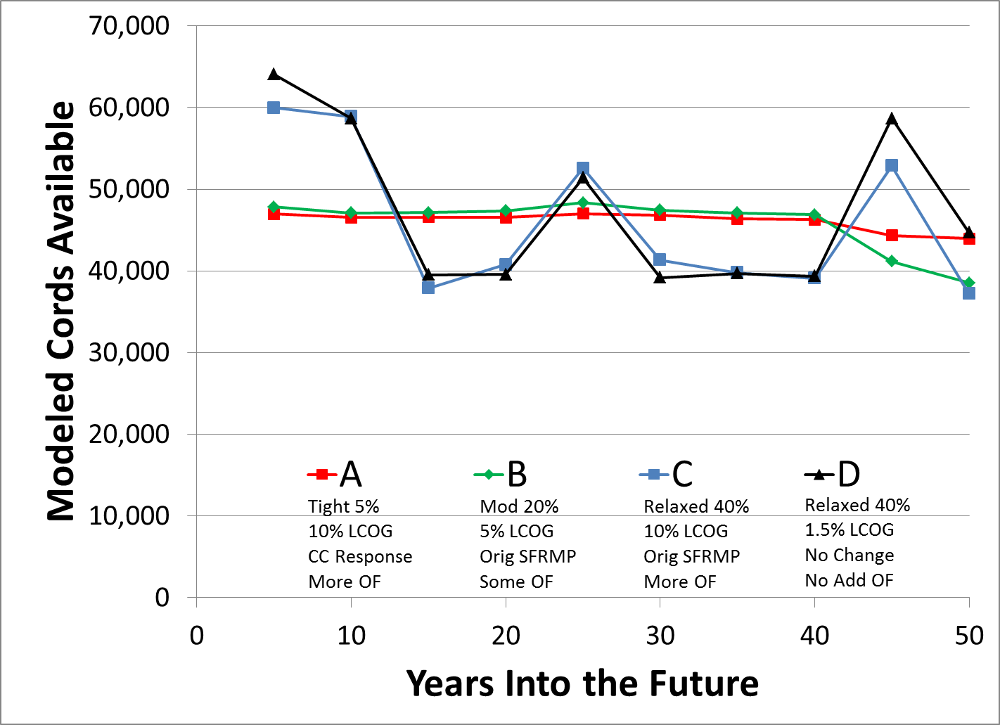 70,000
60,000
50,000
40,000
30,000
20,000
10,000
0
Modeled Cords Available
A B C D
Tight 5% Mod 20% Relaxed 40% Relaxed 40%
10% LCOG 5% LCOG 10% LCOG 1.5% LCOG
CC Response Orig SFRMP Orig SFRMP No Change
More OF Some OF More OF No Add OF
0 10 20 30 40 50
Years Into the Future